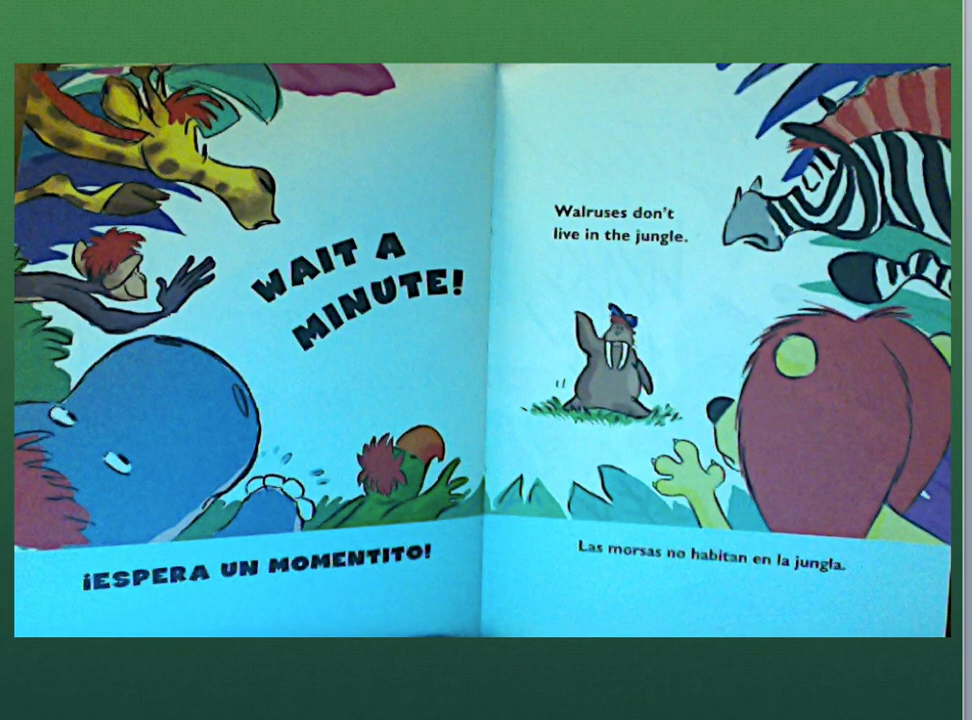 WAIT A
MINUTE!
¡ESPERA UN MOMENTITO!
Walruses don't
live in the jungle.
Las morsas no habitan en la jungla.